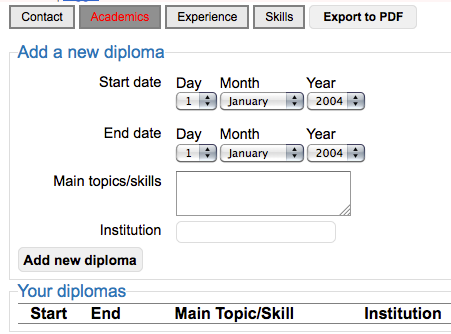 Contact Academics Experience Skills Export to PDF
Add a new diploma
Start date Day Month Year
1 January 2004
End date Day Month Year
1 January 2004
Main topics/skills
Institution
Add new diploma
Your diplomas
Start End Main Topic/Skill Institution